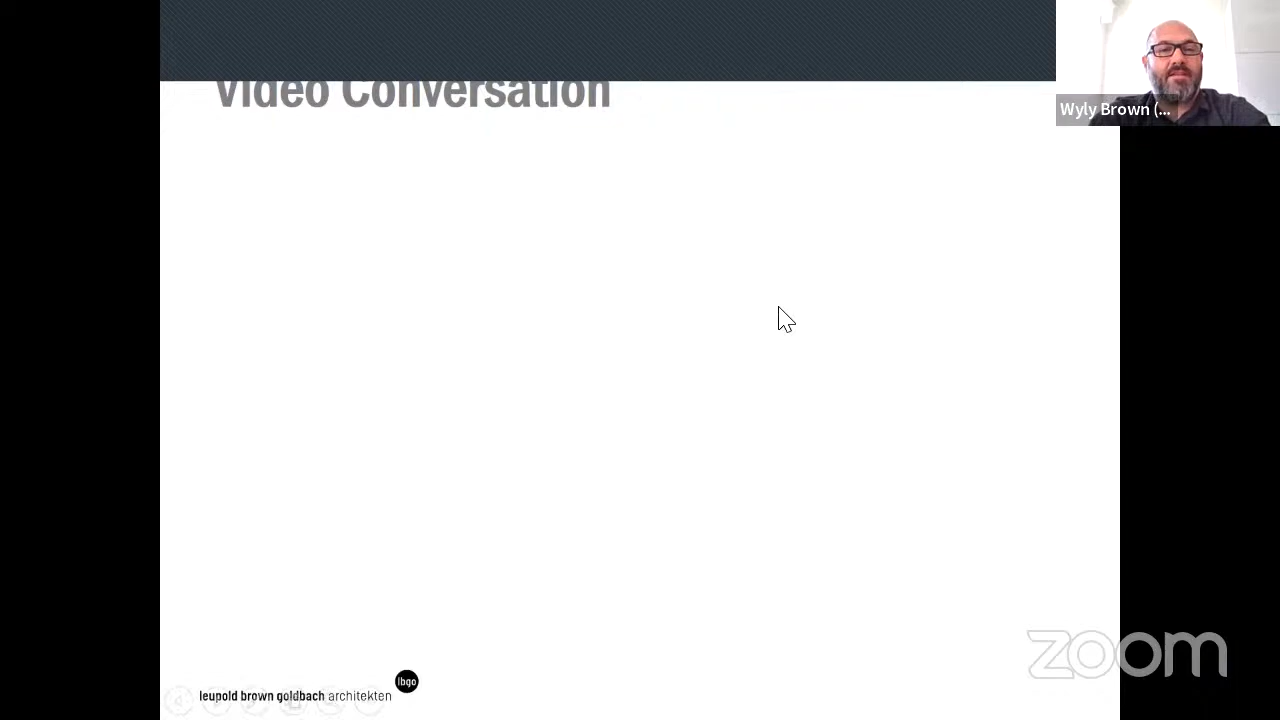 Video Conversation
Wyly Brown (...
zoom
lbgo
leupold brown goldbach architekten